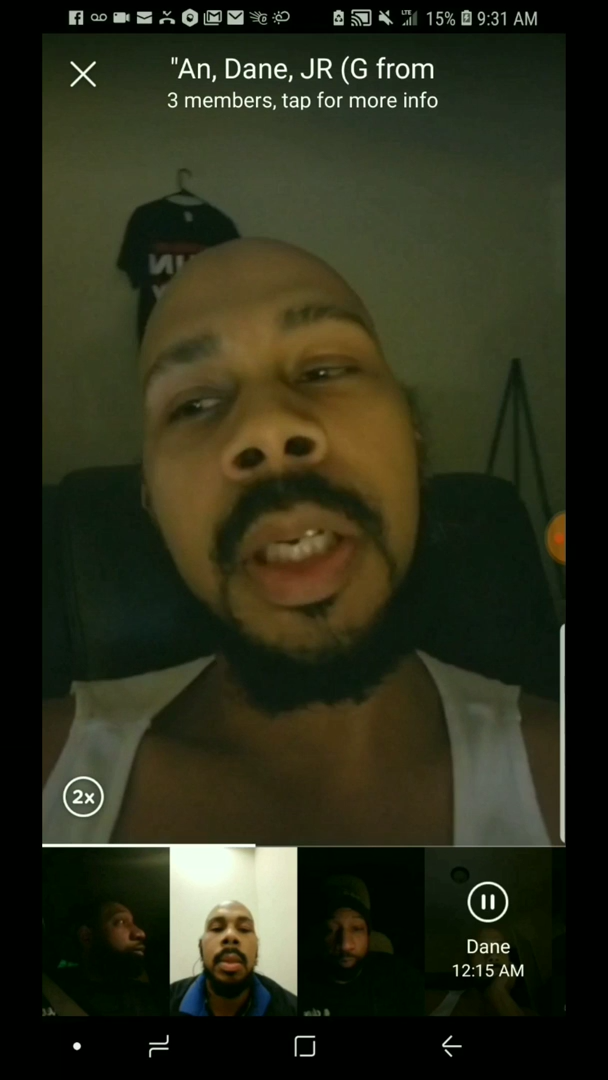 15% 9:31 AM
"An, Dane, JR (G from
3 members, tap for more info
2x
Dane
12:15 AM